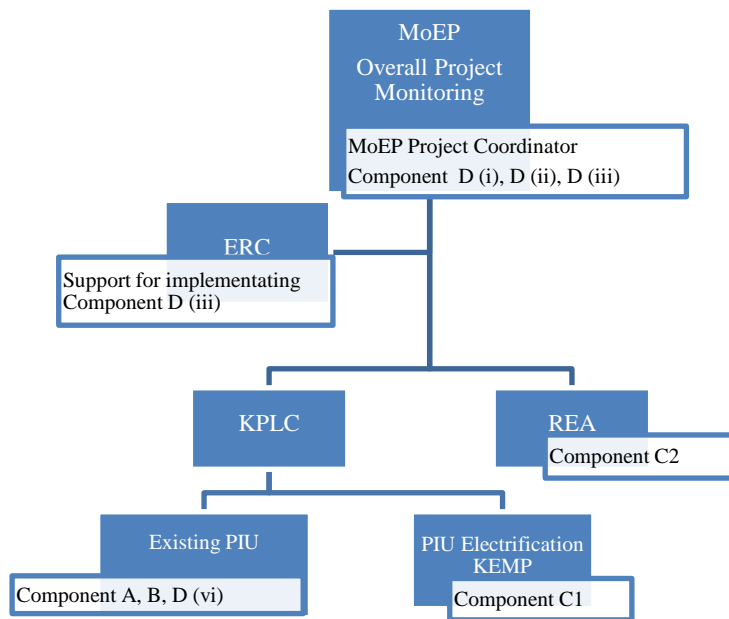 MoEP
Overall Project
Monitoring
MoEP Project Coordinator
Component D (i), D (ii), D (iii)
ERC
Support for implementating
Component D (iii)
KPLC
REA
Component C2
Existing PIU
Component A, B, D (vi)
PIU Electrification
KEMP
Component C1